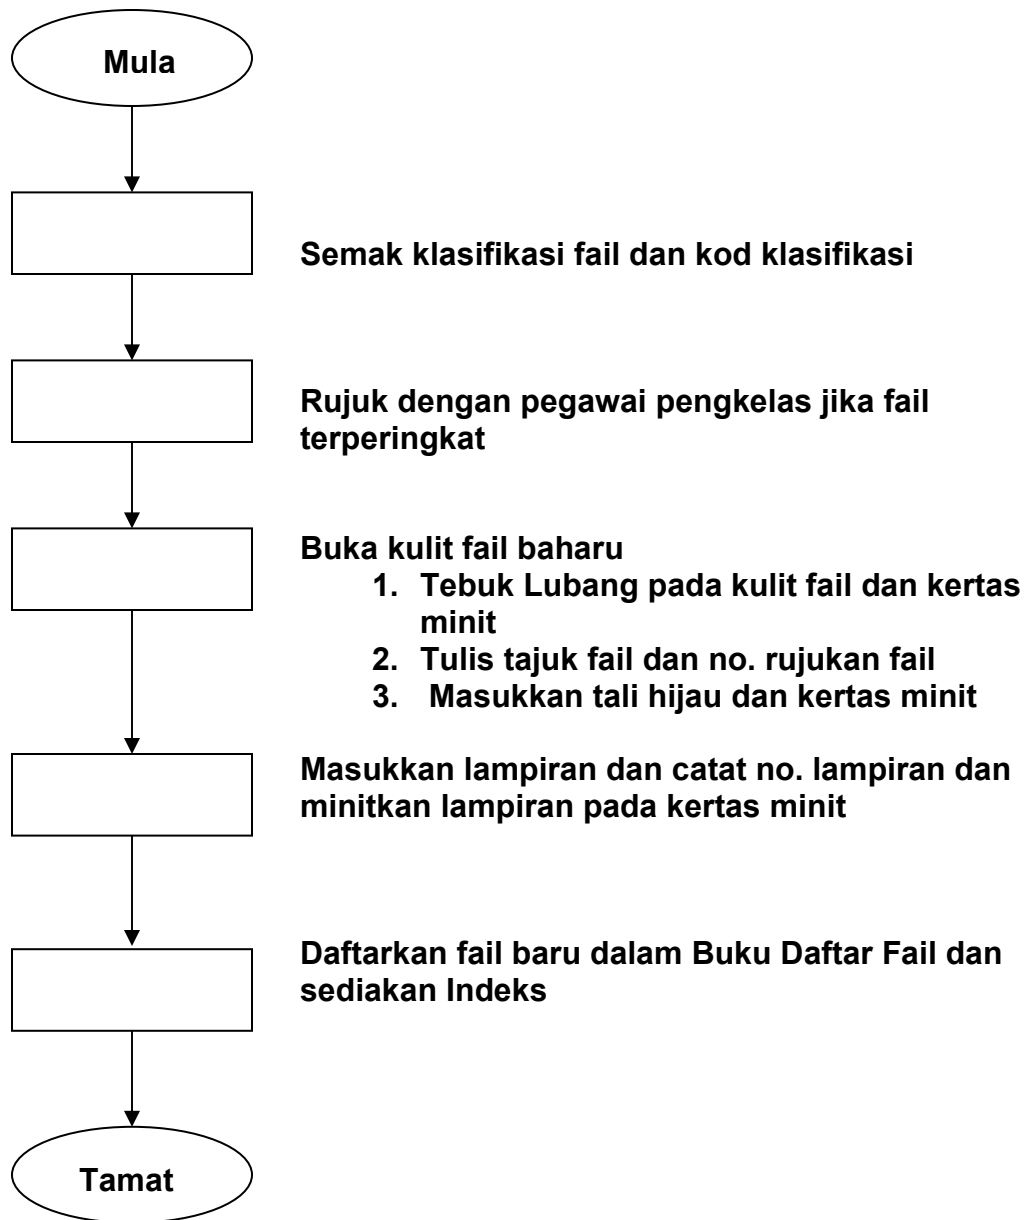 Mula
Semak klasifikasi fail dan kod klasifikasi
Rujuk dengan pegawai pengkelas jika fail
terperingkat
Buka kulit fail baharu
1. Tebuk Lubang pada kulit fail dan kertas
minit
2. Tulis tajuk fail dan no. rujukan fail
3. Masukkan tali hijau dan kertas minit
Masukkan lampiran dan catat no. lampiran dan
minitkan lampiran pada kertas minit
Daftarkan fail baru dalam Buku Daftar Fail dan
sediakan Indeks
Tamat